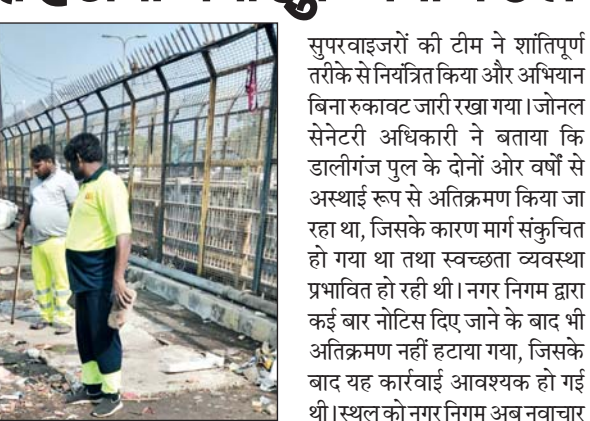 सुपरवाइजरों की टीम ने शांतिपूर्ण
तरीके से नियंत्रित किया और अभियान
बिना रुकावट जारी रखा गया। जोनल
सेनेटरी अधिकारी ने बताया कि
डालीगंज पुल के दोनों ओर वर्षों से
अस्थाई रूप से अतिक्रमण किया जा
रहा था, जिसके कारण मार्ग संकुचित
हो गया था तथा स्वच्छता व्यवस्था
प्रभावित हो रही थी। नगर निगम द्वारा
कई बार नोटिस दिए जाने के बाद भी
अतिक्रमण नहीं हटाया गया, जिसके
बाद यह कार्रवाई आवश्यक हो गई
थी। स्थल को नगर निगम अब नवाचार